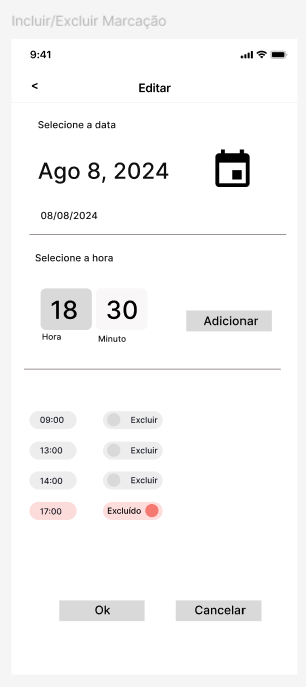 Incluir/Excluir Marcação
9:41
<
Editar
Selecione a data
Ago 8, 2024
08/08/2024
Selecione a hora
18
30
Hora
Minuto
Adicionar
09:00 Excluir
13:00 Excluir
14:00 Excluir
17:00 Excluído
Ok
Cancelar